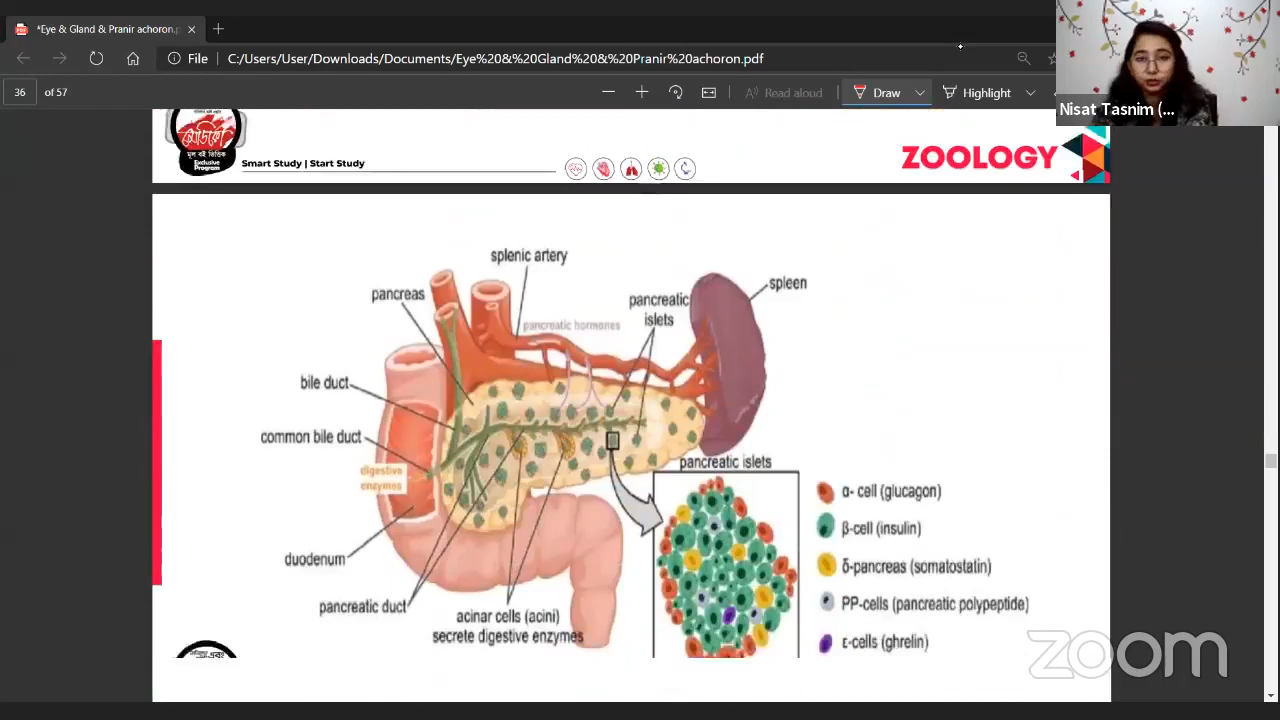 *Eye & Gland & Pranir achoron.p
File
C:/Users/User/Downloads/Documents/Eye%20&%20Gland%20&%20Pranir%20achoron.pdf
36 of 57
Read aloud
Draw
Highlight
Nisat Tasnim (...
মূল বই ভিত্তিক
Exclusive
Program
Smart Study | Start Study
ZOOLOGY
splenic artery
spleen
pancreas
pancreatic
islets
pancreatic hormones
bile duct
common bile duct
digestive
enzymes
pancreatic islets
α- cell (glucagon)
β-cell (insulin)
duodenum
δ-pancreas (somatostatin)
pancreatic duct
PP-cells (pancreatic polypeptide)
acinar cells (acini)
secrete digestive enzymes
ε-cells (ghrelin)
zoom